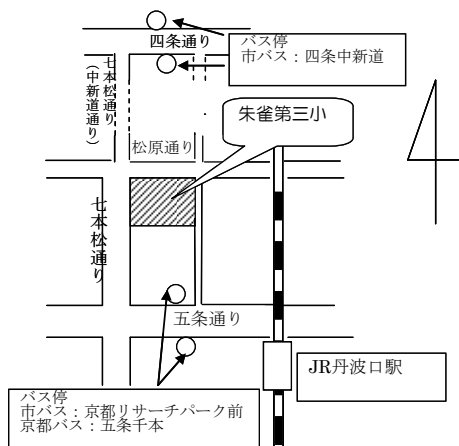 四条通り
バス停
市バス：四条中新道
七本松通り
（中新道通り）
朱雀第三小
松原通り
七本松通り
五条通り
JR丹波口駅
バス停
市バス：京都リサーチパーク前
京都バス：五条千本